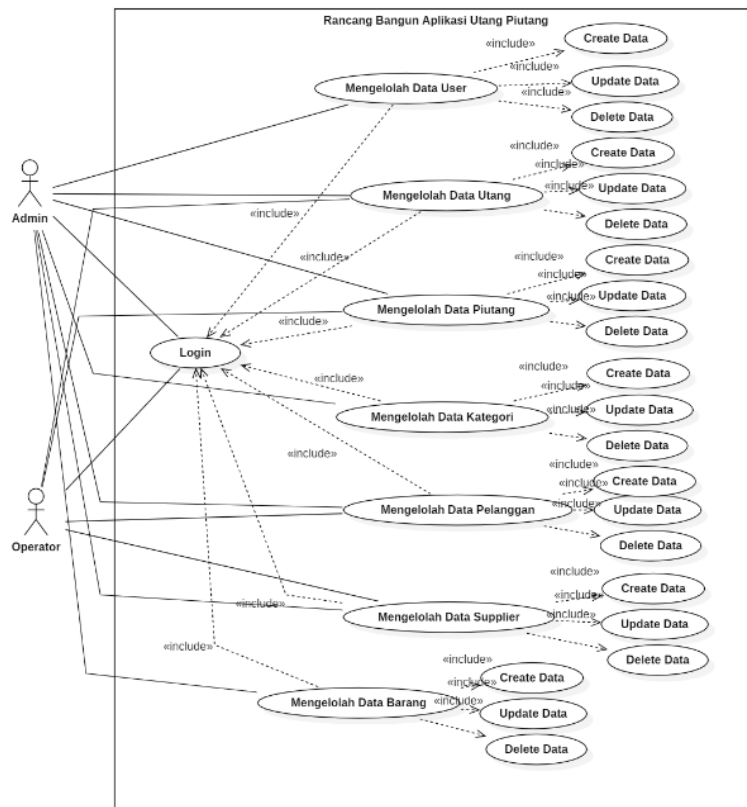 Rancang Bangun Aplikasi Utang Piutang
«include»
Create Data
«include»
Update Data
Mengelolah Data User
«include»
Delete Data
«include»
Create Data
«include»
Admin
Mengelolah Data Utang
«include»
Update Data
«include»
Delete Data
«include»
«include»
Create Data
«include»
Mengelolah Data Piutang
«include»
Update Data
«include»
Delete Data
Login
«include»
Create Data
«include»
«include»
Mengelolah Data Kategori
«include»
Update Data
Delete Data
«include»
«include»
Create Data
«include»
Operator
Mengelolah Data Pelanggan
«include»
Update Data
Delete Data
«include»
Create Data
«include»
«include»
Mengelolah Data Supplier
Update Data
«include»
«include»
Delete Data
Create Data
«include»
Mengelolah Data Barang
«include»
Update Data
Delete Data